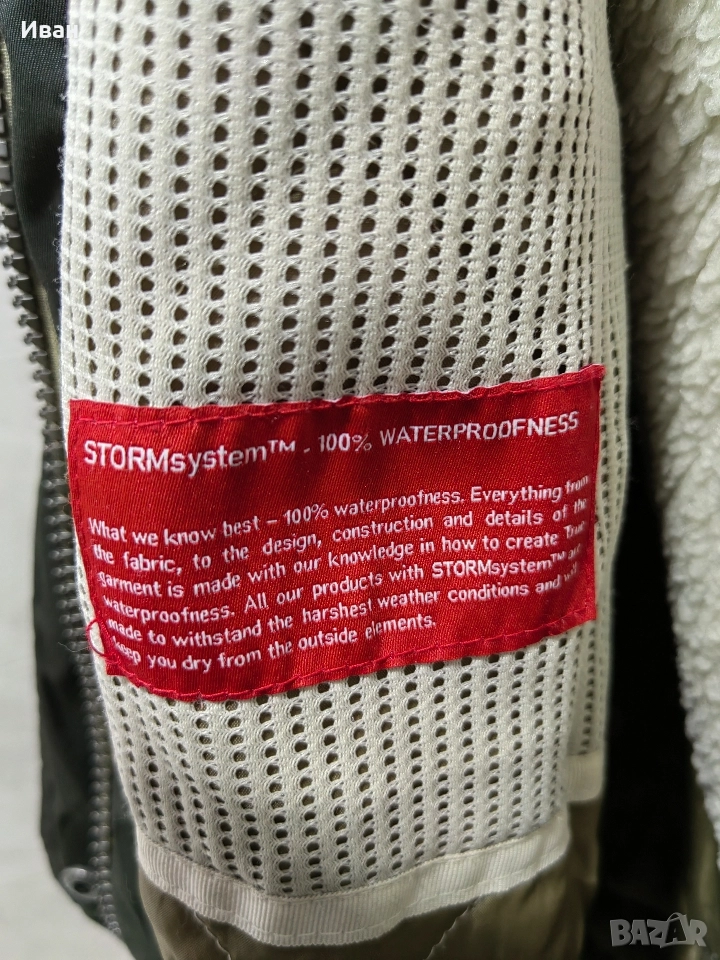 Иван
STORMsystem™ - 100% WATERPROOFNESS
What we know best – 100% waterproofness. Everything from
the fabric, to the design, construction and details of the
garment is made with our knowledge in how to create True
waterproofness. All our products with STORMsystem™ are
made to withstand the harshest weather conditions and will
keep you dry from the outside elements.
BAZAR